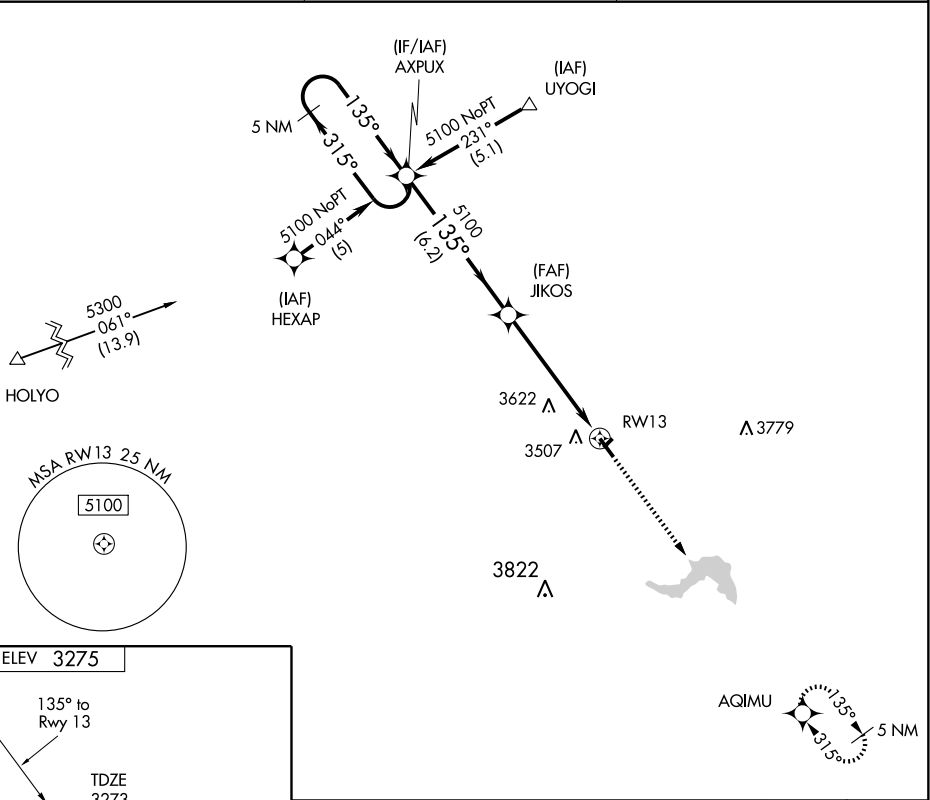 (IF/IAF)
AXPUX
(IAF)
UYOGI
5 NM
135°
315°
5100 NoPT
231°
(5.1)
5100 NoPT
044°
(5)
5100
135°
(6.2)
(IAF)
HEXAP
(FAF)
JIKOS
5300
061°
(13.9)
HOLYO
3622
3507
RW13
3779
MSA RW13 25 NM
5100
3822
ELEV 3275
135° to
Rwy 13
TDZE
3273
AQIMU
135°
315°
5 NM